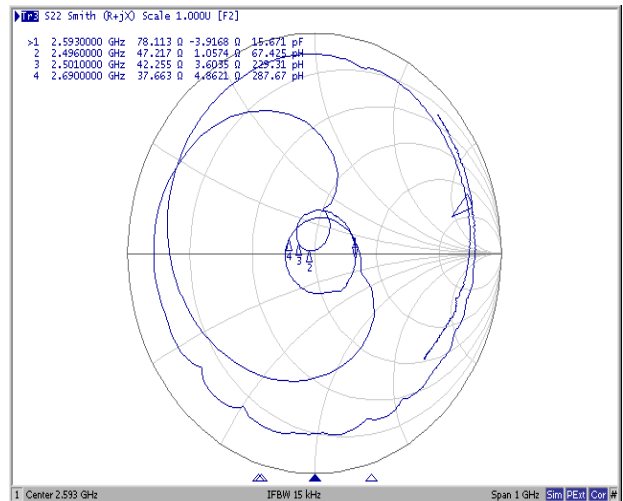 Tr3 S22 Smith (R+jX) Scale 1.000U [F2]
>1 2.5930000 GHz 78.113 Ω -3.9168 Ω 15.671 pF
2 2.4960000 GHz 47.217 Ω 1.0574 Ω 67.425 pH
3 2.5010000 GHz 42.255 Ω 3.6035 Ω 229.31 pH
4 2.6900000 GHz 37.663 Ω 4.8621 Ω 287.67 pH
4 3 2
1 Center 2.593 GHz IFBW 15 kHz Span 1 GHz Sim PExt Cor #